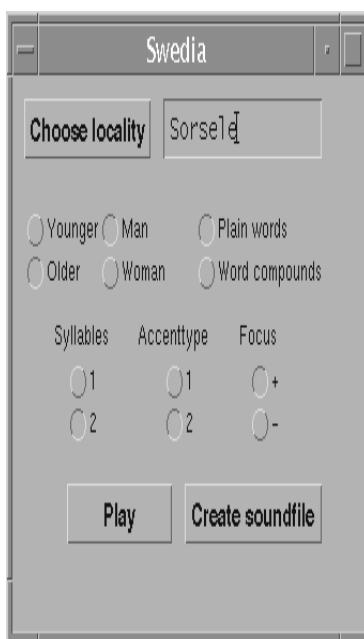 Swedia
Choose locality Sorsele
Younger Man Plain words
Older Woman Word compounds
Syllables Accenttype Focus
1 1 +
2 2 -
Play Create soundfile